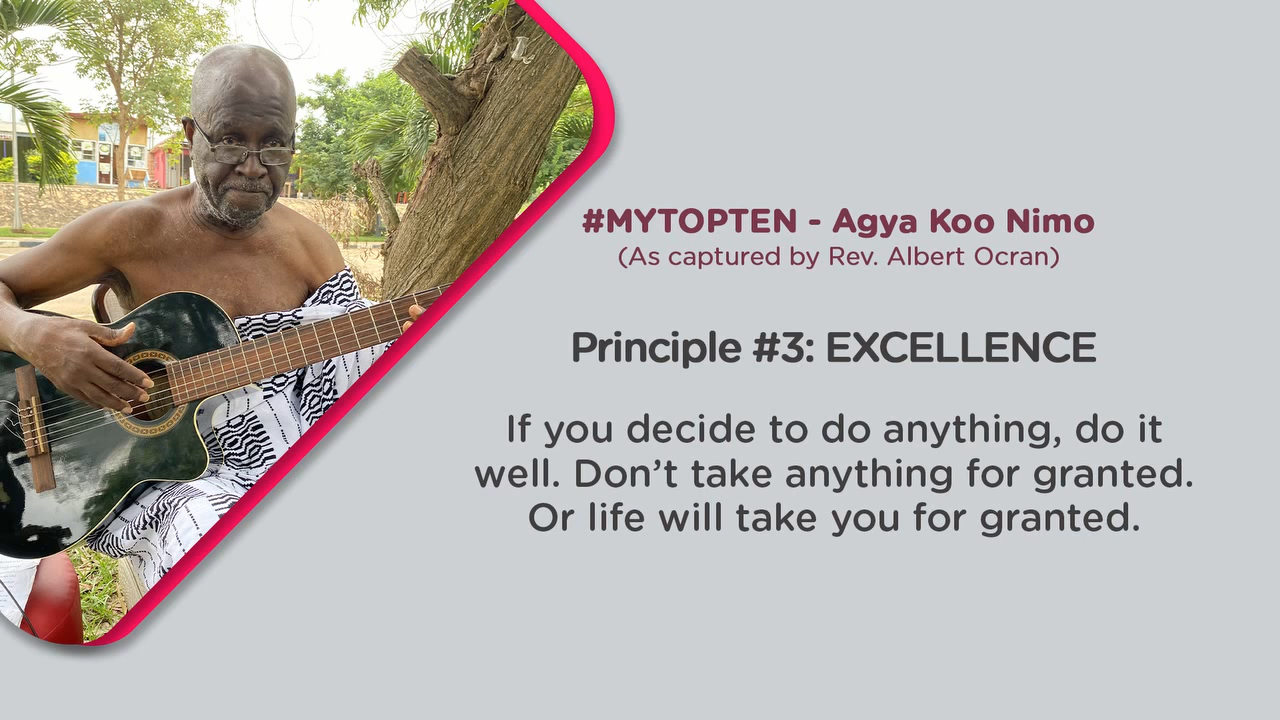 #MYTOPTEN - Agya Koo Nimo
(As captured by Rev. Albert Ocran)
Principle #3: EXCELLENCE
If you decide to do anything, do it
well. Don’t take anything for granted.
Or life will take you for granted.